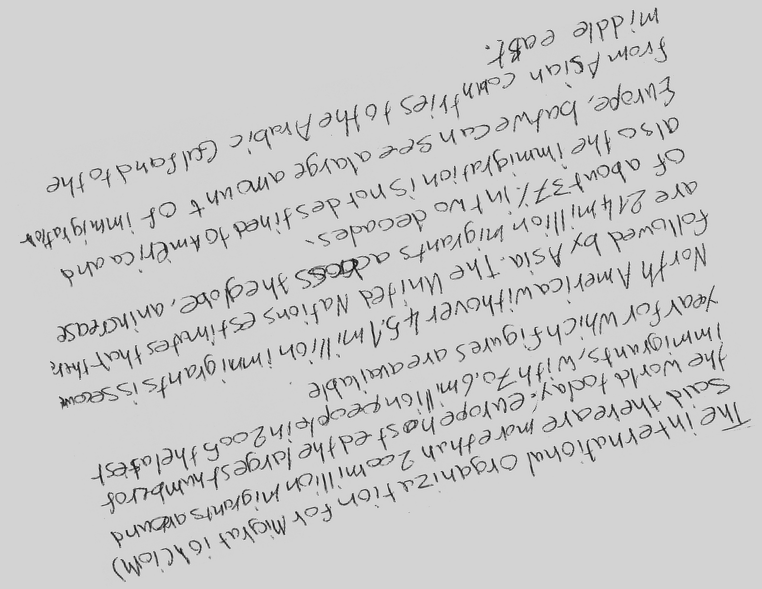 The international Organization for Migration (IOM)
said there are more than 200 million migrants around
the world today. Europe hosted the largest number of
immigrants, with 70.6 million people in 2005 the latest
year for which figures are available.
North America with over 45.1 million immigrants is secon
followed by Asia. The United Nations estimates that there
are 214 million migrants across the globe, an increase
of about 37% in two decades.
also the immigration is not destined to America and
Europe, but we can see a large amount of immigration
from Asian countries to the Arabic Gulf and to the
middle east.